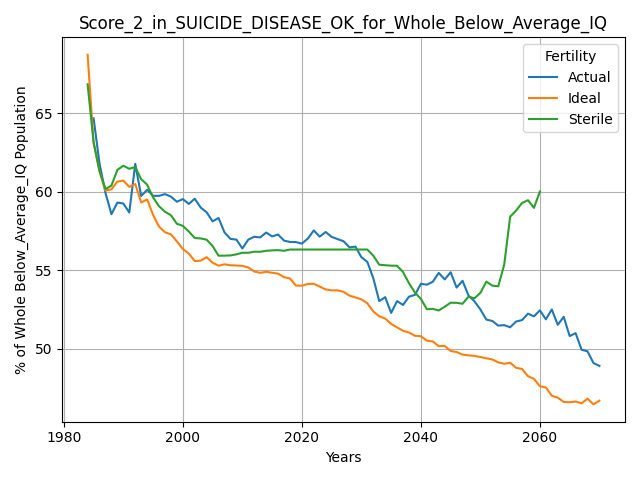 Score_2_in_SUICIDE_DISEASE_OK_for_Whole_Below_Average_IQ
% of Whole Below_Average_IQ Population
65
60
55
50
Fertility
Actual
Ideal
Sterile
1980
2000
2020
2040
2060
Years